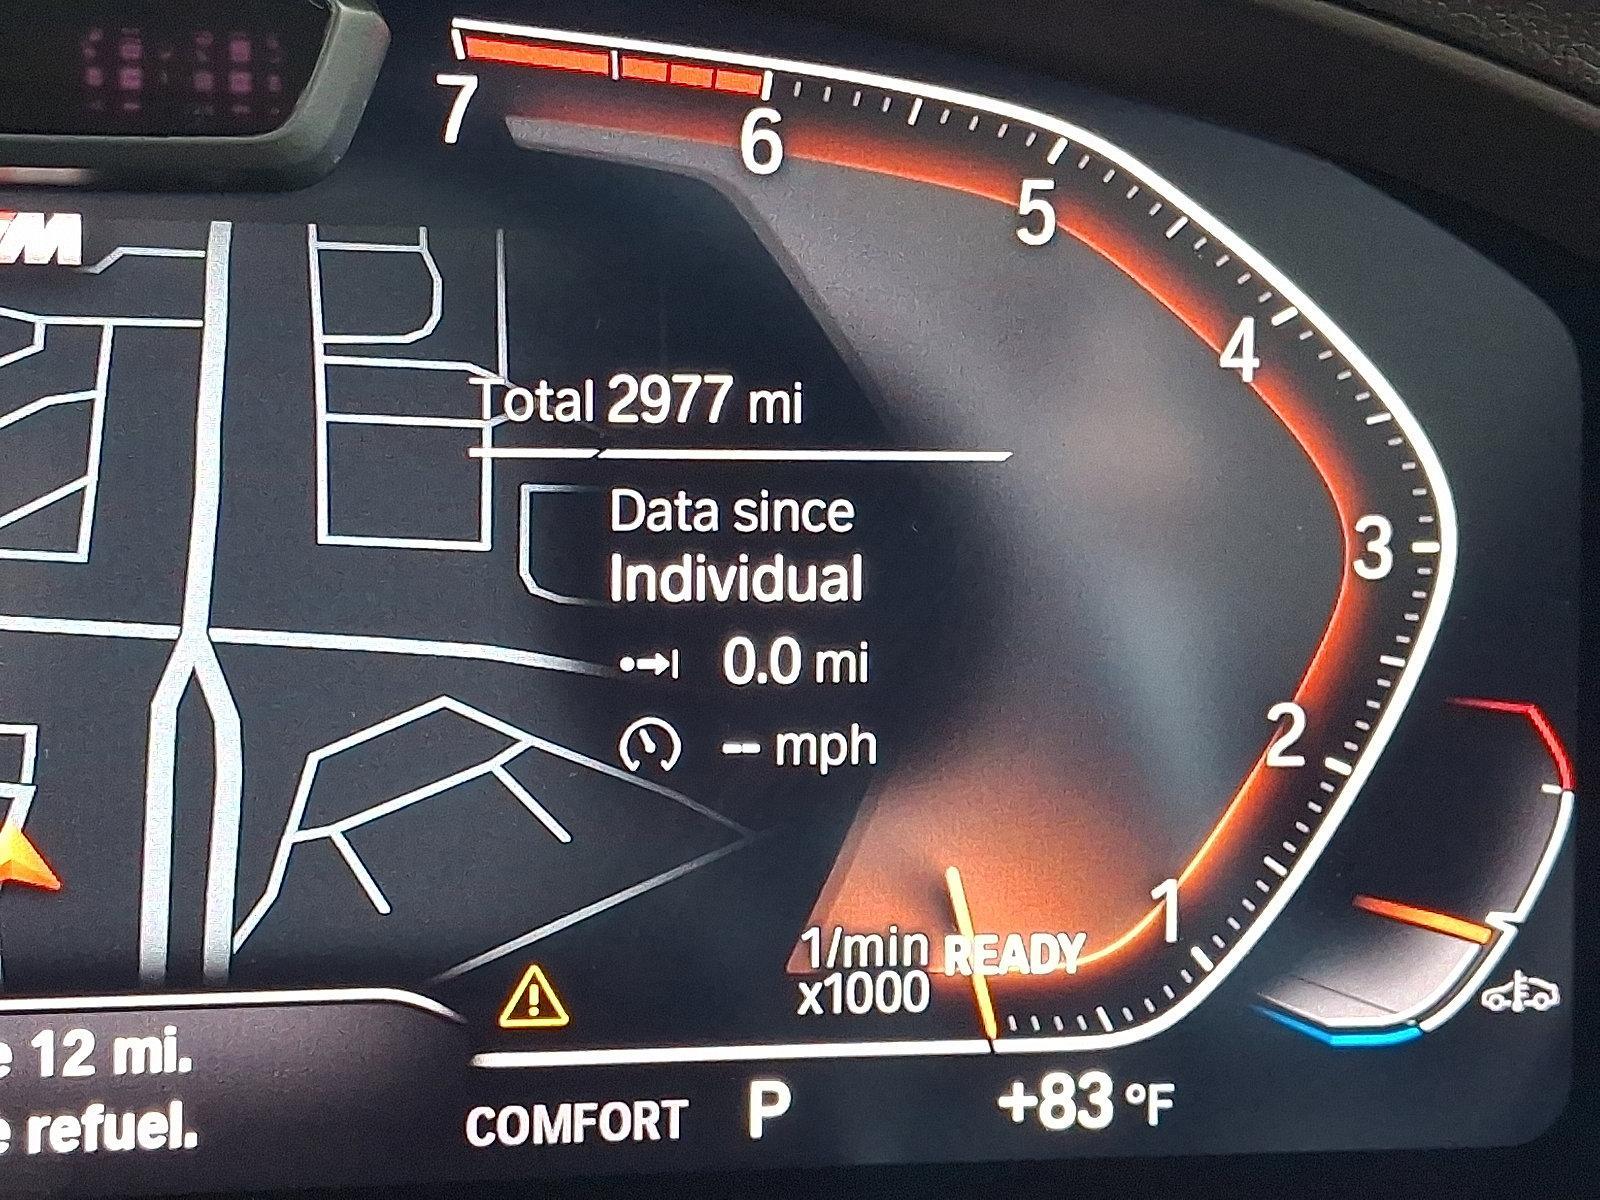 7
6
5
4
3
2
1
M
Total 2977 mi
Data since
Individual
0.0 mi
-- mph
1/min READY
x1000
12 mi.
refuel.
COMFORT P +83 °F